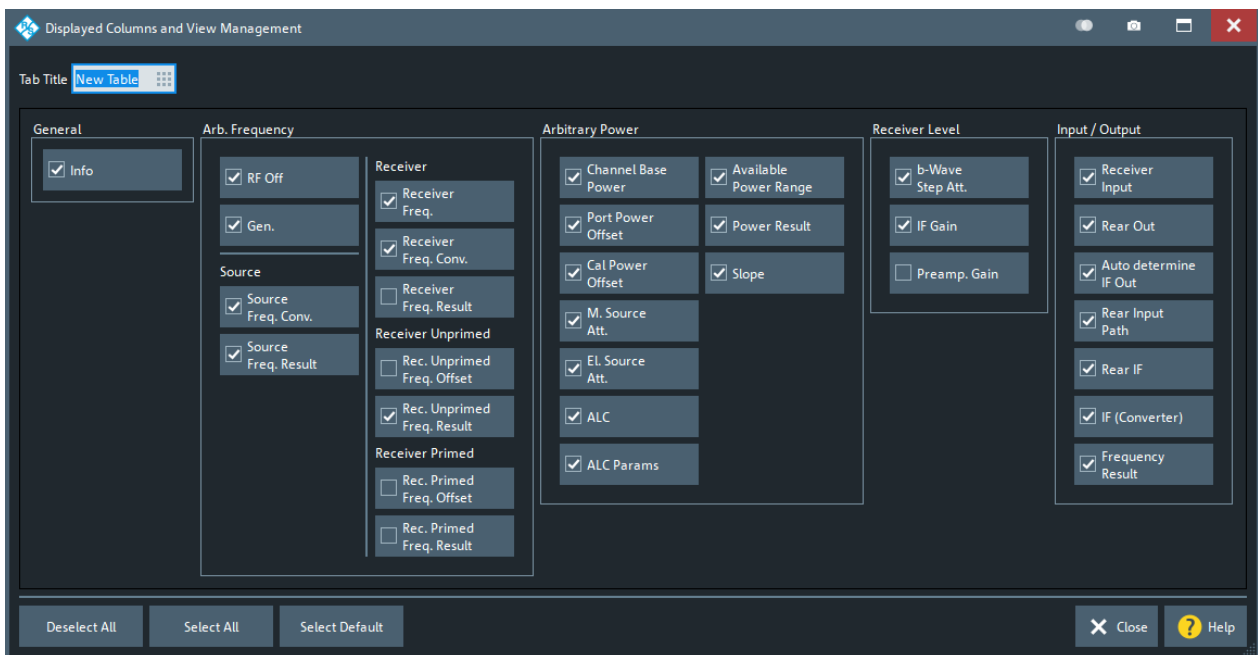 Displayed Columns and View Management
Tab Title New Table
General
Info
Arb. Frequency
RF Off
Gen.
Source
Source
Freq. Conv.
Source
Freq. Result
Receiver
Receiver
Freq.
Receiver
Freq. Conv.
Receiver
Freq. Result
Receiver Unprimed
Rec. Unprimed
Freq. Offset
Rec. Unprimed
Freq. Result
Receiver Primed
Rec. Primed
Freq. Offset
Rec. Primed
Freq. Result
Arbitrary Power
Channel Base
Power
Port Power
Offset
Cal Power
Offset
M. Source
Att.
El. Source
Att.
ALC
ALC Params
Available
Power Range
Power Result
Slope
Receiver Level
b-Wave
Step Att.
IF Gain
Preamp. Gain
Input / Output
Receiver
Input
Rear Out
Auto determine
IF Out
Rear Input
Path
Rear IF
IF (Converter)
Frequency
Result
Deselect All
Select All
Select Default
Close
? Help